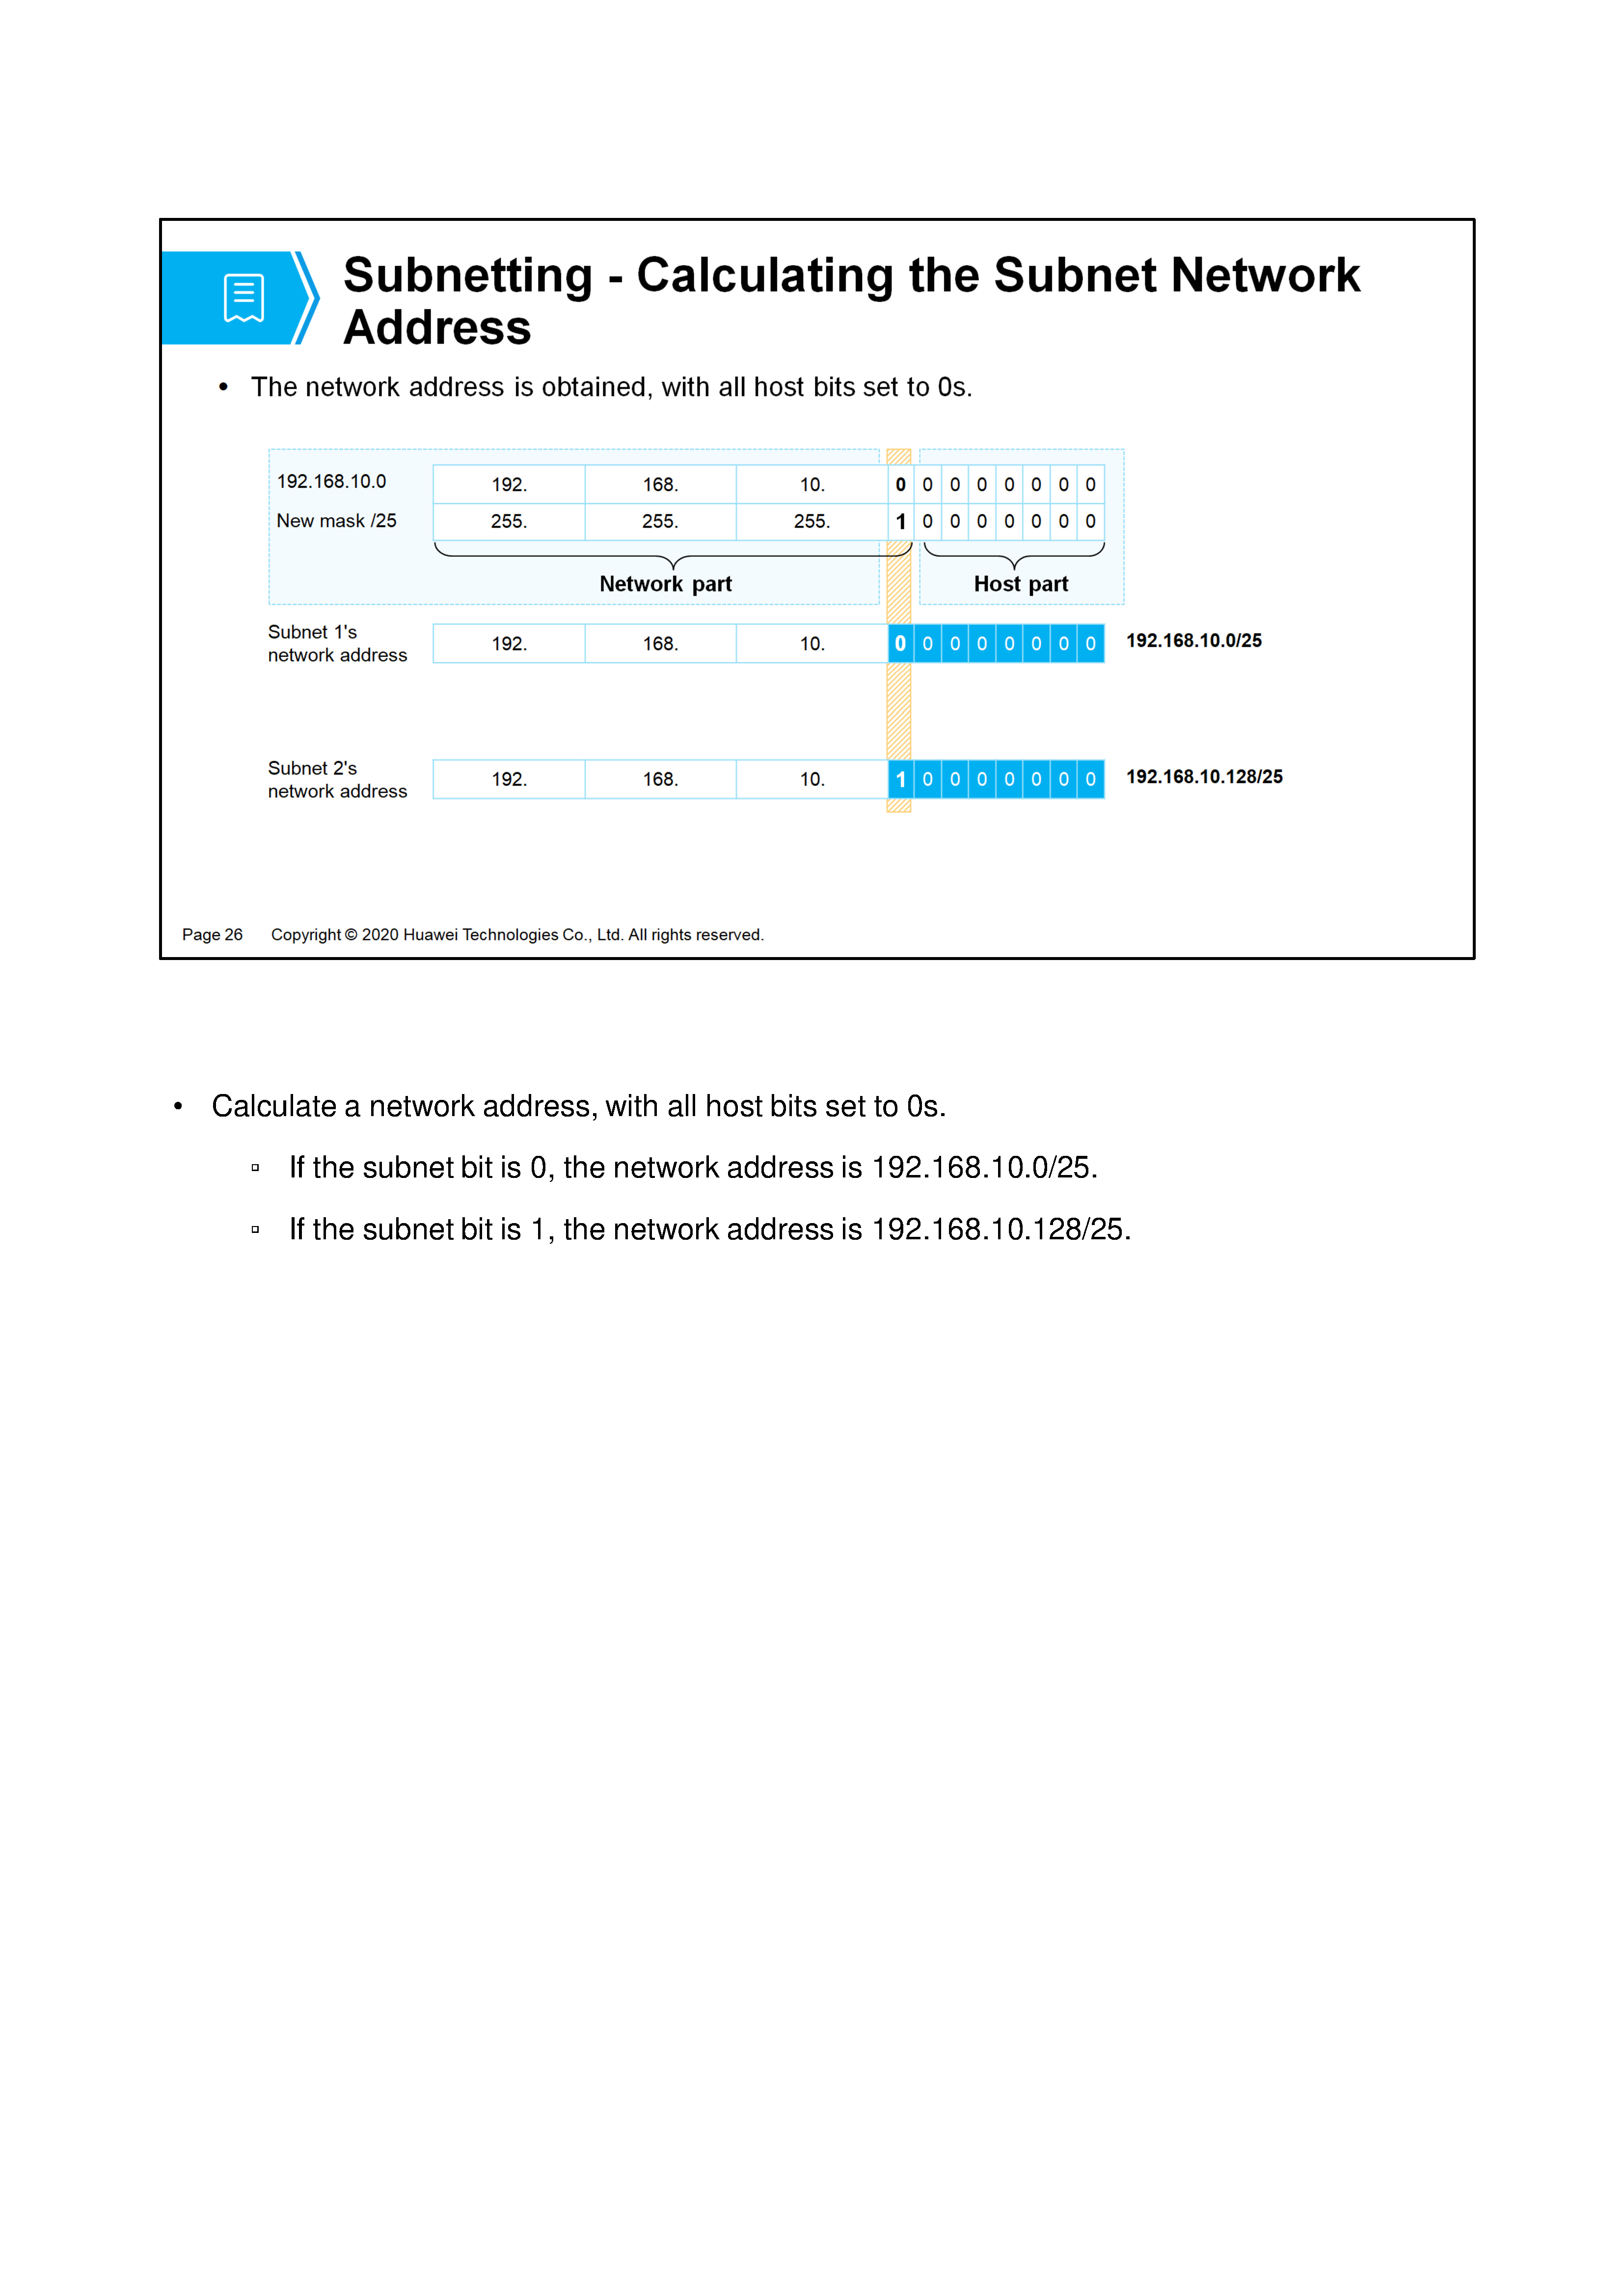 Subnetting - Calculating the Subnet Network
Address
• The network address is obtained, with all host bits set to 0s.
192.168.10.0 192. 168. 10. 0 0 0 0 0 0 0 0
New mask /25 255. 255. 255. 1 0 0 0 0 0 0 0
Network part Host part
Subnet 1's
network address 192. 168. 10. 0 0 0 0 0 0 0 0 192.168.10.0/25
Subnet 2's
network address 192. 168. 10. 1 0 0 0 0 0 0 0 192.168.10.128/25
Page 26 Copyright © 2020 Huawei Technologies Co., Ltd. All rights reserved.
• Calculate a network address, with all host bits set to 0s.
▫ If the subnet bit is 0, the network address is 192.168.10.0/25.
▫ If the subnet bit is 1, the network address is 192.168.10.128/25.